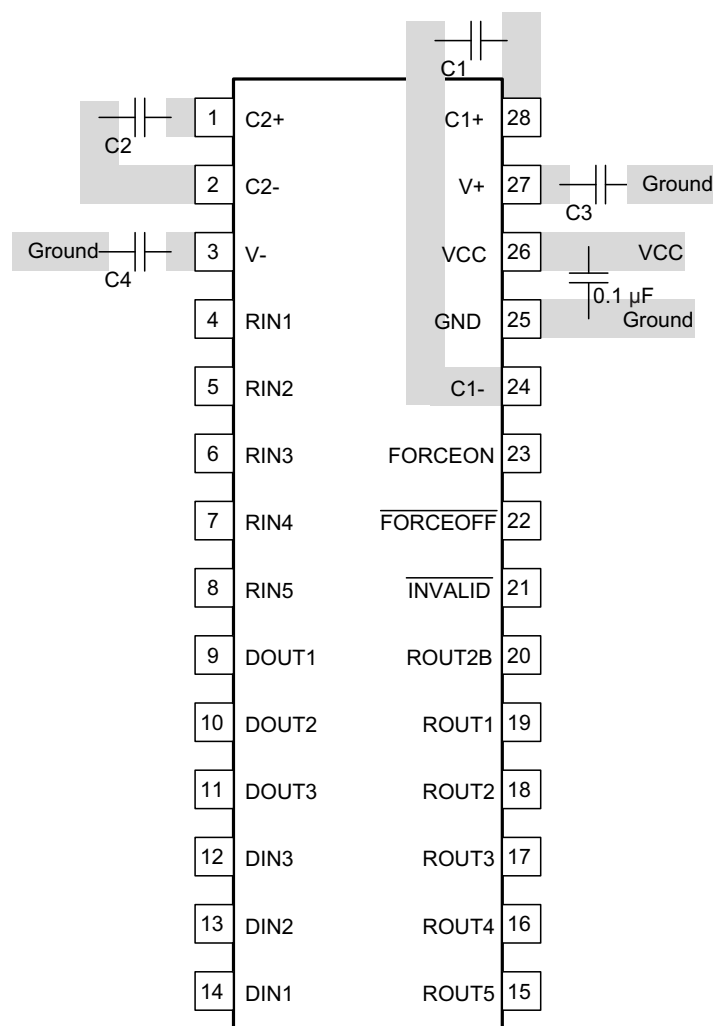 C1
1 C2+ C1+ 28
C2
2 C2- V+ 27 Ground
C3
Ground 3 V- VCC 26 VCC
C4
0.1 µF
4 RIN1 GND 25 Ground
5 RIN2 C1- 24
6 RIN3 FORCEON 23
7 RIN4 FORCEOFF 22
8 RIN5 INVALID 21
9 DOUT1 ROUT2B 20
10 DOUT2 ROUT1 19
11 DOUT3 ROUT2 18
12 DIN3 ROUT3 17
13 DIN2 ROUT4 16
14 DIN1 ROUT5 15